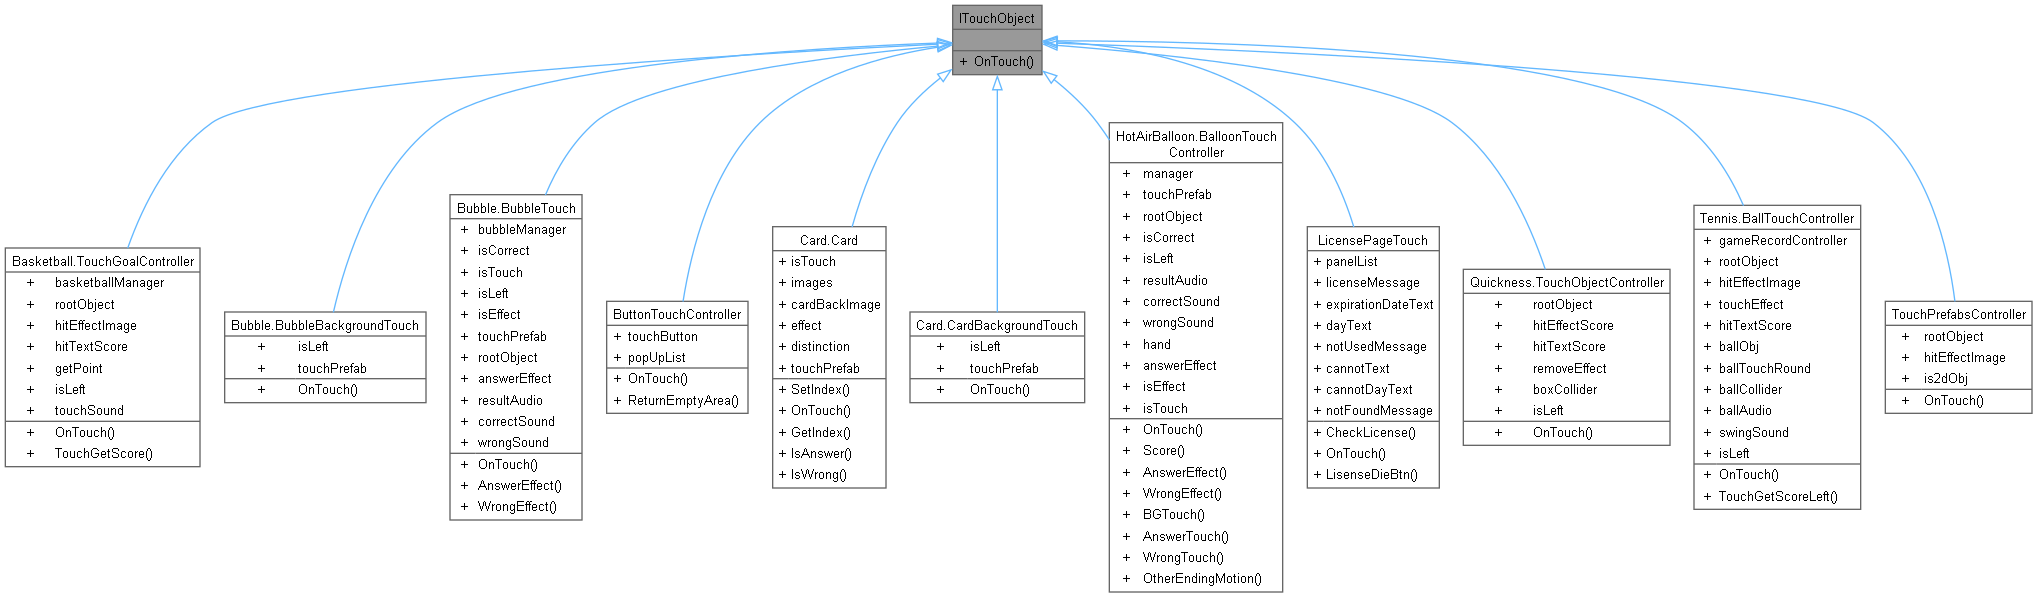 ITouchObject
+ OnTouch()
Basketball.TouchGoalController
+ basketballManager
+ rootObject
+ hitEffectImage
+ hitTextScore
+ getPoint
+ isLeft
+ touchSound
+ OnTouch()
+ TouchGetScore()
Bubble.BubbleBackgroundTouch
+ isLeft
+ touchPrefab
+ OnTouch()
Bubble.BubbleTouch
+ bubbleManager
+ isCorrect
+ isTouch
+ isLeft
+ isEffect
+ touchPrefab
+ rootObject
+ answerEffect
+ resultAudio
+ correctSound
+ wrongSound
+ OnTouch()
+ AnswerEffect()
+ WrongEffect()
ButtonTouchController
+ touchButton
+ popUpList
+ OnTouch()
+ ReturnEmptyArea()
Card.Card
+ isTouch
+ images
+ cardBackImage
+ effect
+ distinction
+ touchPrefab
+ SetIndex()
+ OnTouch()
+ GetIndex()
+ IsAnswer()
+ IsWrong()
Card.CardBackgroundTouch
+ isLeft
+ touchPrefab
+ OnTouch()
HotAirBalloon.BalloonTouch
Controller
+ manager
+ touchPrefab
+ rootObject
+ isCorrect
+ isLeft
+ resultAudio
+ correctSound
+ wrongSound
+ hand
+ answerEffect
+ isEffect
+ isTouch
+ OnTouch()
+ Score()
+ AnswerEffect()
+ WrongEffect()
+ BGTouch()
+ AnswerTouch()
+ WrongTouch()
+ OtherEndingMotion()
LicensePageTouch
+ panelList
+ licenseMessage
+ expirationDateText
+ dayText
+ notUsedMessage
+ cannotText
+ cannotDayText
+ notFoundMessage
+ CheckLicense()
+ OnTouch()
+ LisenseDieBtn()
Quickness.TouchObjectController
+ rootObject
+ hitEffectScore
+ hitTextScore
+ removeEffect
+ boxCollider
+ isLeft
+ OnTouch()
Tennis.BallTouchController
+ gameRecordController
+ rootObject
+ hitEffectImage
+ touchEffect
+ hitTextScore
+ ballObj
+ ballTouchRound
+ ballCollider
+ ballAudio
+ swingSound
+ isLeft
+ OnTouch()
+ TouchGetScoreLeft()
TouchPrefabsController
+ rootObject
+ hitEffectImage
+ is2dObj
+ OnTouch()